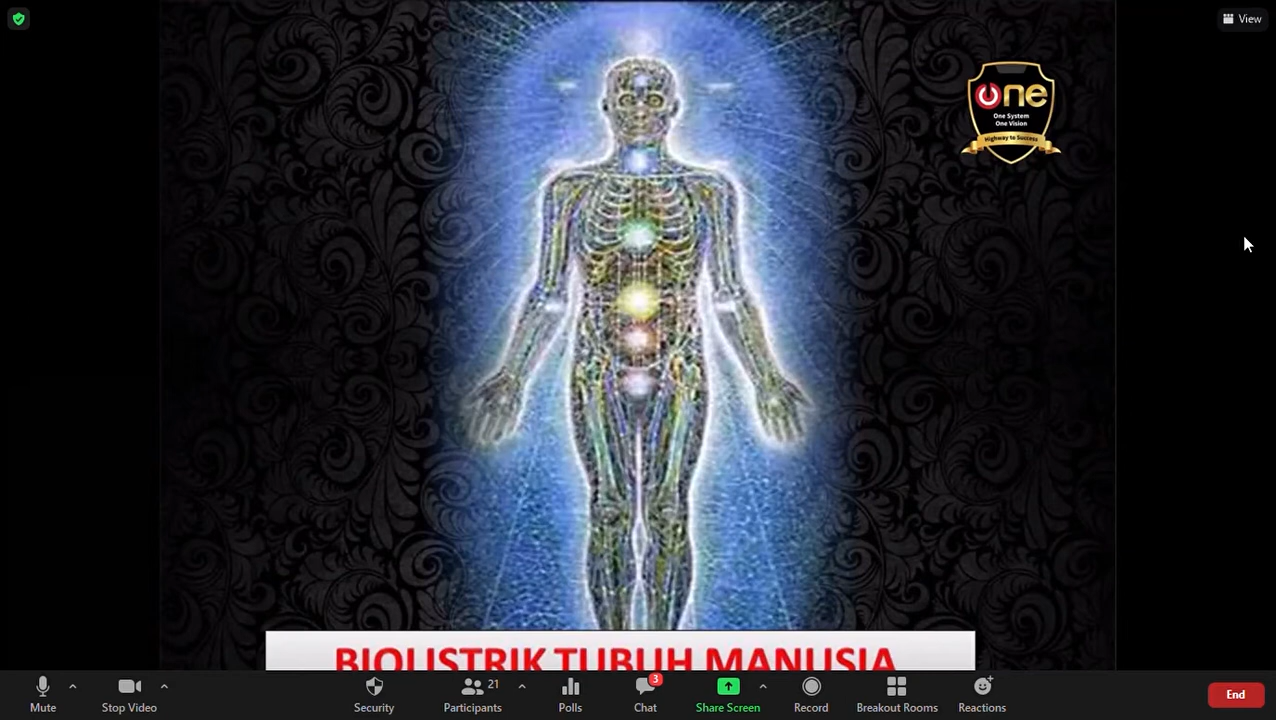 View
one
One System
One Vision
Highway to Success
BIOLISTRIK TUBUH MANUSIA
21
3
Mute
Stop Video
Security
Participants
Polls
Chat
Share Screen
Record
Breakout Rooms
Reactions
End